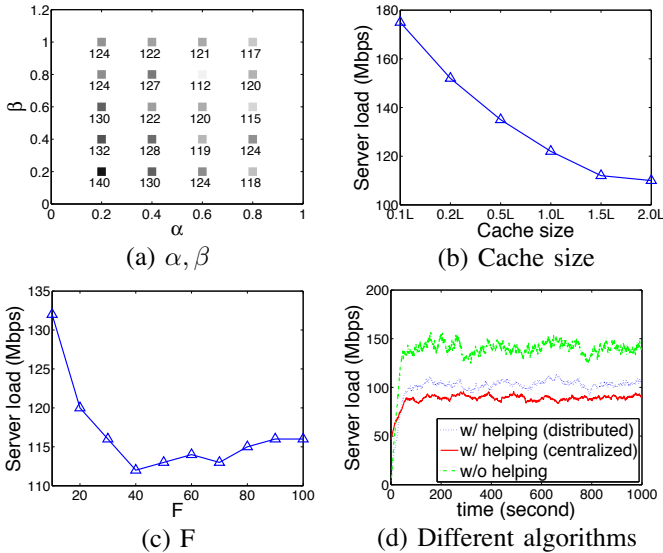 1.2
1
0.8
0.6
0.4
0.2
0
β
124 122 121 117
124 127 112 120
130 122 120 115
132 128 119 124
140 130 124 118
0 0.2 0.4 0.6 0.8 1
α
(a) α, β
Server load (Mbps)
180
160
140
120
100
0.1L 0.2L 0.5L 1.0L 1.5L 2.0L
Cache size
(b) Cache size
Server load (Mbps)
135
130
125
120
115
110
20 40 60 80 100
F
(c) F
Server load (Mbps)
200
150
100
50
0
w/ helping (distributed)
w/ helping (centralized)
w/o helping
0 200 400 600 800 1000
time (second)
(d) Different algorithms